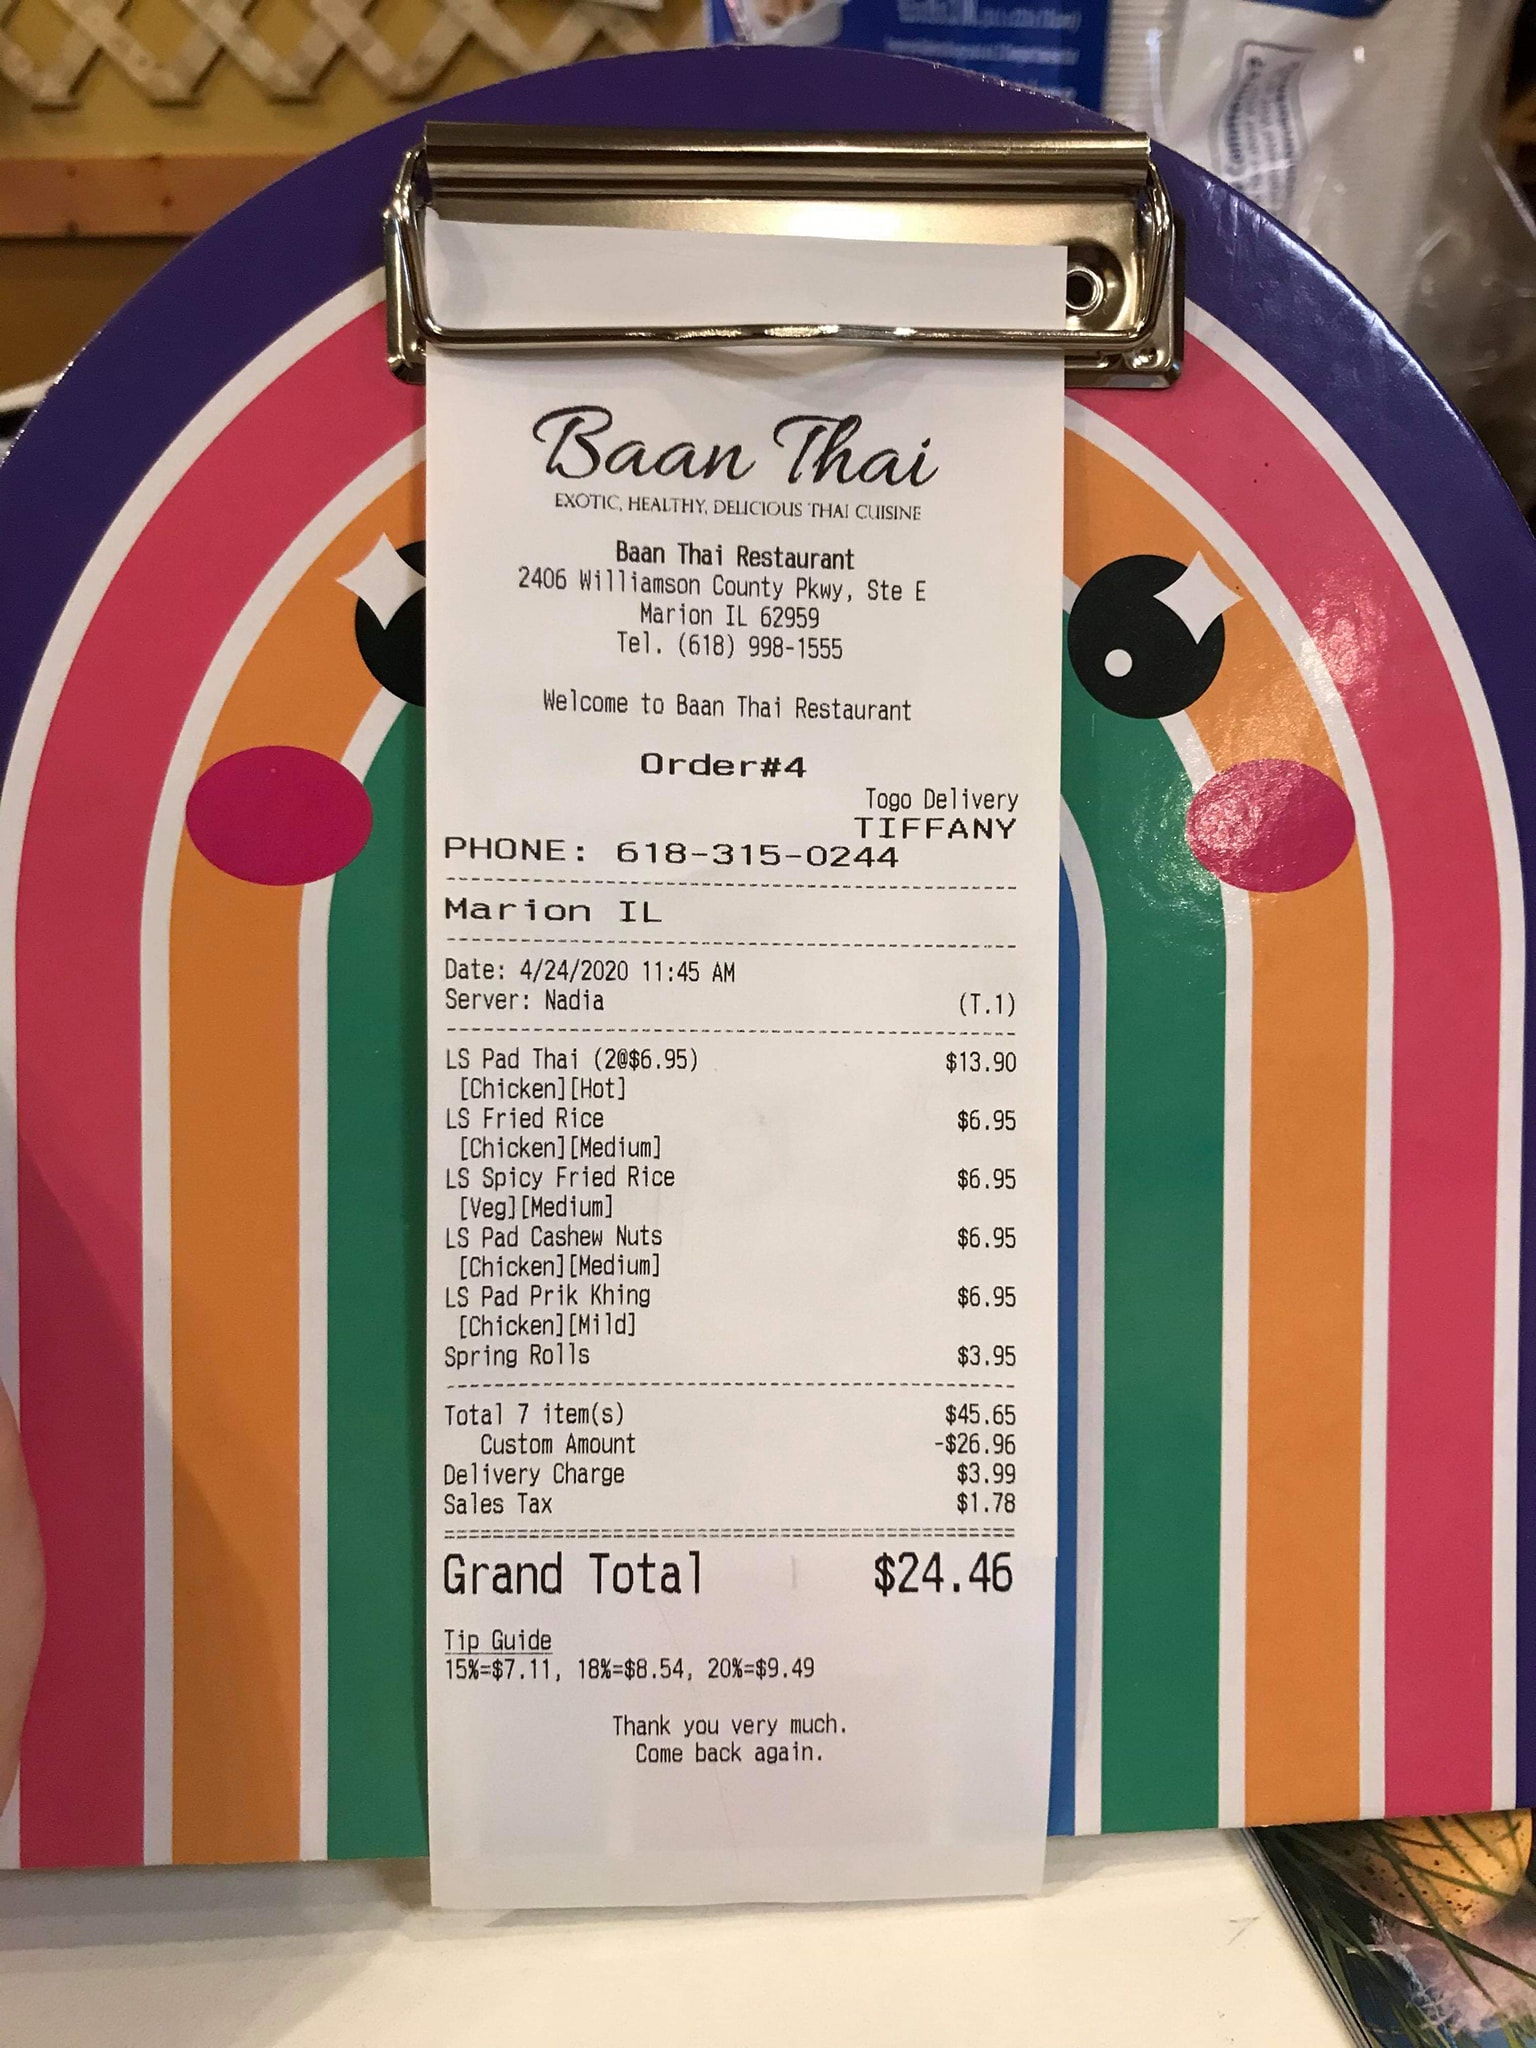 Baan Thai
EXOTIC, HEALTHY, DELICIOUS THAI CUISINE
Baan Thai Restaurant
2406 Williamson County Pkwy, Ste E
Marion IL 62959
Tel. (618) 998-1555
Welcome to Baan Thai Restaurant
Order#4
Togo Delivery
TIFFANY
PHONE: 618-315-0244
Marion IL
Date: 4/24/2020 11:45 AM
Server: Nadia (T.1)
LS Pad Thai (2@$6.95) $13.90
[Chicken][Hot]
LS Fried Rice $6.95
[Chicken][Medium]
LS Spicy Fried Rice $6.95
[Veg][Medium]
LS Pad Cashew Nuts $6.95
[Chicken][Medium]
LS Pad Prik Khing $6.95
[Chicken][Mild]
Spring Rolls $3.95
Total 7 item(s) $45.65
Custom Amount -$26.96
Delivery Charge $3.99
Sales Tax $1.78
Grand Total $24.46
Tip Guide
15%=$7.11, 18%=$8.54, 20%=$9.49
Thank you very much.
Come back again.